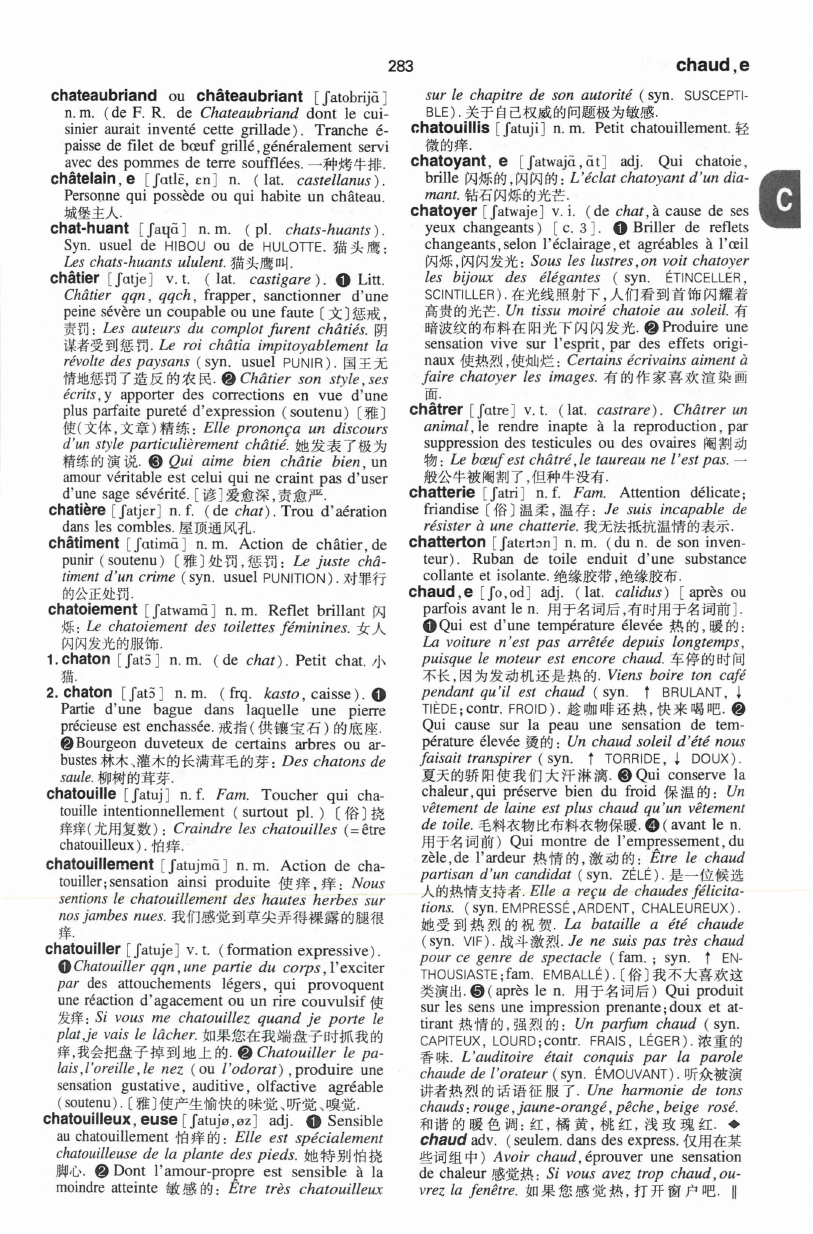 283
chaud,e
chateaubriand ou châteaubriant [ʃatobrijɑ̃]
n. m. (de F. R. de Chateaubriand dont le cui-
sinier aurait inventé cette grillade). Tranche é-
paisse de filet de bœuf grillé,généralement servi
avec des pommes de terre soufflées. 一种烤牛排.
châtelain, e [ʃɑtlɛ̃, ɛn] n. (lat. castellanus).
Personne qui possède ou qui habite un château.
城堡主人.
chat-huant [ʃaɥɑ̃] n. m. (pl. chats-huants).
Syn. usuel de HIBOU ou de HULOTTE. 猫头鹰:
Les chats-huants ululent. 猫头鹰叫.
châtier [ʃɑtje] v. t. (lat. castigare). ❶ Litt.
Châtier qqn, qqch, frapper, sanctionner d'une
peine sévère un coupable ou une faute〔文〕惩戒,
责罚: Les auteurs du complot furent châtiés. 阴
谋者受到惩罚. Le roi châtia impitoyablement la
révolte des paysans (syn. usuel PUNIR). 国王无
情地惩罚了造反的农民. ❷ Châtier son style,ses
écrits,y apporter des corrections en vue d'une
plus parfaite pureté d'expression (soutenu)〔雅〕
使(文体,文章)精练: Elle prononça un discours
d'un style particulièrement châtié. 她发表了极为
精练的演说. ❸ Qui aime bien châtie bien, un
amour véritable est celui qui ne craint pas d'user
d'une sage sévérité.[谚]爱愈深,责愈严.
chatière [ʃatjɛr] n. f. (de chat). Trou d'aération
dans les combles. 屋顶通风孔.
châtiment [ʃɑtimɑ̃] n. m. Action de châtier,de
punir (soutenu)〔雅〕处罚,惩罚: Le juste châ-
timent d'un crime (syn. usuel PUNITION). 对罪行
的公正处罚.
chatoiement [ʃatwamɑ̃] n. m. Reflet brillant 闪
烁: Le chatoiement des toilettes féminines. 女人
闪闪发光的服饰.
1. chaton [ʃatɔ̃] n. m. (de chat). Petit chat. 小
猫.
2. chaton [ʃatɔ̃] n. m. (frq. kasto, caisse). ❶
Partie d'une bague dans laquelle une pierre
précieuse est enchassée. 戒指(供镶宝石)的底座.
❷Bourgeon duveteux de certains arbres ou ar-
bustes 林木、灌木的长满茸毛的芽: Des chatons de
saule. 柳树的茸芽.
chatouille [ʃatuj] n. f. Fam. Toucher qui cha-
touille intentionnellement (surtout pl.)〔俗〕挠
痒痒(尤用复数): Craindre les chatouilles (=être
chatouilleux). 怕痒.
chatouillement [ʃatujmɑ̃] n. m. Action de cha-
touiller;sensation ainsi produite 使痒,痒: Nous
sentions le chatouillement des hautes herbes sur
nos jambes nues. 我们感觉到草尖弄得裸露的腿很
痒.
chatouiller [ʃatuje] v. t. (formation expressive).
❶Chatouiller qqn,une partie du corps,l'exciter
par des attouchements légers, qui provoquent
une réaction d'agacement ou un rire couvulsif 使
发痒: Si vous me chatouillez quand je porte le
plat,je vais le lâcher. 如果您在我端盘子时抓我的
痒,我会把盘子掉到地上的. ❷ Chatouiller le pa-
lais,l'oreille,le nez (ou l'odorat),produire une
sensation gustative, auditive, olfactive agréable
(soutenu).〔雅〕使产生愉快的味觉、听觉、嗅觉.
chatouilleux, euse [ʃatujø,øz] adj. ❶ Sensible
au chatouillement 怕痒的: Elle est spécialement
chatouilleuse de la plante des pieds. 她特别怕挠
脚心. ❷ Dont l'amour-propre est sensible à la
moindre atteinte 敏感的: Être très chatouilleux
sur le chapitre de son autorité (syn. SUSCEPTI-
BLE). 关于自己权威的问题极为敏感.
chatouillis [ʃatuji] n. m. Petit chatouillement. 轻
微的痒.
chatoyant, e [ʃatwajɑ̃,ɑ̃t] adj. Qui chatoie,
brille 闪烁的,闪闪的: L'éclat chatoyant d'un dia-
mant. 钻石闪烁的光芒.
chatoyer [ʃatwaje] v. i. (de chat,à cause de ses
yeux changeants) [c. 3]. ❶ Briller de reflets
changeants,selon l'éclairage,et agréables à l'œil
闪烁,闪闪发光: Sous les lustres,on voit chatoyer
les bijoux des élégantes (syn. ÉTINCELLER,
SCINTILLER). 在光线照射下,人们看到首饰闪耀着
高贵的光芒. Un tissu moiré chatoie au soleil. 有
暗波纹的布料在阳光下闪闪发光. ❷Produire une
sensation vive sur l'esprit, par des effets origi-
naux 使热烈,使灿烂: Certains écrivains aiment à
faire chatoyer les images. 有的作家喜欢渲染画
面.
châtrer [ʃɑtre] v. t. (lat. castrare). Châtrer un
animal,le rendre inapte à la reproduction, par
suppression des testicules ou des ovaires 阉割动
物: Le bœuf est châtré,le taureau ne l'est pas. 一
般公牛被阉割了,但种牛没有.
chatterie [ʃatri] n. f. Fam. Attention délicate;
friandise〔俗〕温柔,温存: Je suis incapable de
résister à une chatterie. 我无法抵抗温情的表示.
chatterton [ʃatɛrtɔn] n. m. (du n. de son inven-
teur). Ruban de toile enduit d'une substance
collante et isolante. 绝缘胶带,绝缘胶布.
chaud,e [ʃo,od] adj. (lat. calidus) [après ou
parfois avant le n. 用于名词后,有时用于名词前].
❶Qui est d'une température élevée 热的,暖的:
La voiture n'est pas arrêtée depuis longtemps,
puisque le moteur est encore chaud. 车停的时间
不长,因为发动机还是热的. Viens boire ton café
pendant qu'il est chaud (syn. ↑ BRULANT, ↓
TIÈDE;contr. FROID). 趁咖啡还热,快来喝吧. ❷
Qui cause sur la peau une sensation de tem-
pérature élevée 烫的: Un chaud soleil d'été nous
faisait transpirer (syn. ↑ TORRIDE,↓ DOUX).
夏天的骄阳使我们大汗淋漓. ❸ Qui conserve la
chaleur,qui préserve bien du froid 保温的: Un
vêtement de laine est plus chaud qu'un vêtement
de toile. 毛料衣物比布料衣物保暖. ❹(avant le n.
用于名词前) Qui montre de l'empressement,du
zèle,de l'ardeur 热情的,激动的: Être le chaud
partisan d'un candidat (syn. ZÉLÉ). 是一位候选
人的热情支持者. Elle a reçu de chaudes félicita-
tions. (syn. EMPRESSÉ,ARDENT, CHALEUREUX).
她受到热烈的祝贺. La bataille a été chaude
(syn. VIF). 战斗激烈. Je ne suis pas très chaud
pour ce genre de spectacle (fam. ; syn. ↑ EN-
THOUSIASTE;fam. EMBALLÉ).〔俗〕我不大喜欢这
类演出.❺(après le n. 用于名词后) Qui produit
sur les sens une impression prenante;doux et at-
tirant 热情的,强烈的: Un parfum chaud (syn.
CAPITEUX, LOURD;contr. FRAIS, LÉGER). 浓重的
香味. L'auditoire était conquis par la parole
chaude de l'orateur (syn. ÉMOUVANT). 听众被演
讲者热烈的话语征服了. Une harmonie de tons
chauds:rouge,jaune-orangé,pêche,beige rosé.
和谐的暖色调:红,橘黄,桃红,浅玫瑰红. ◆
chaud adv. (seulem. dans des express. 仅用在某
些词组中) Avoir chaud,éprouver une sensation
de chaleur 感觉热: Si vous avez trop chaud,ou-
vrez la fenêtre. 如果您感觉热,打开窗户吧. ‖
C